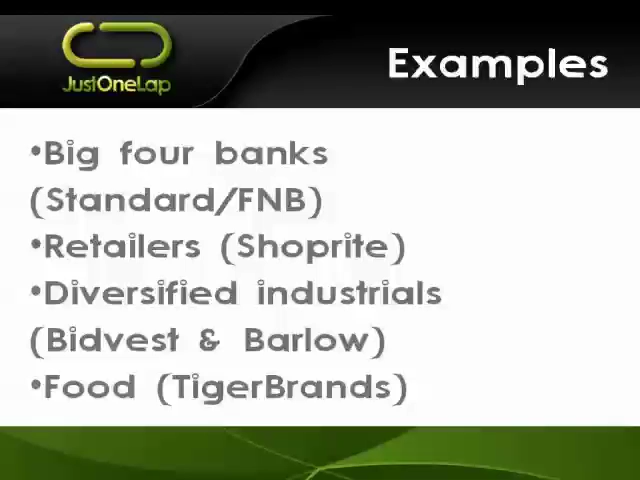 JustOneLap
Examples
•Big four banks
(Standard/FNB)
•Retailers (Shoprite)
•Diversified industrials
(Bidvest & Barlow)
•Food (TigerBrands)